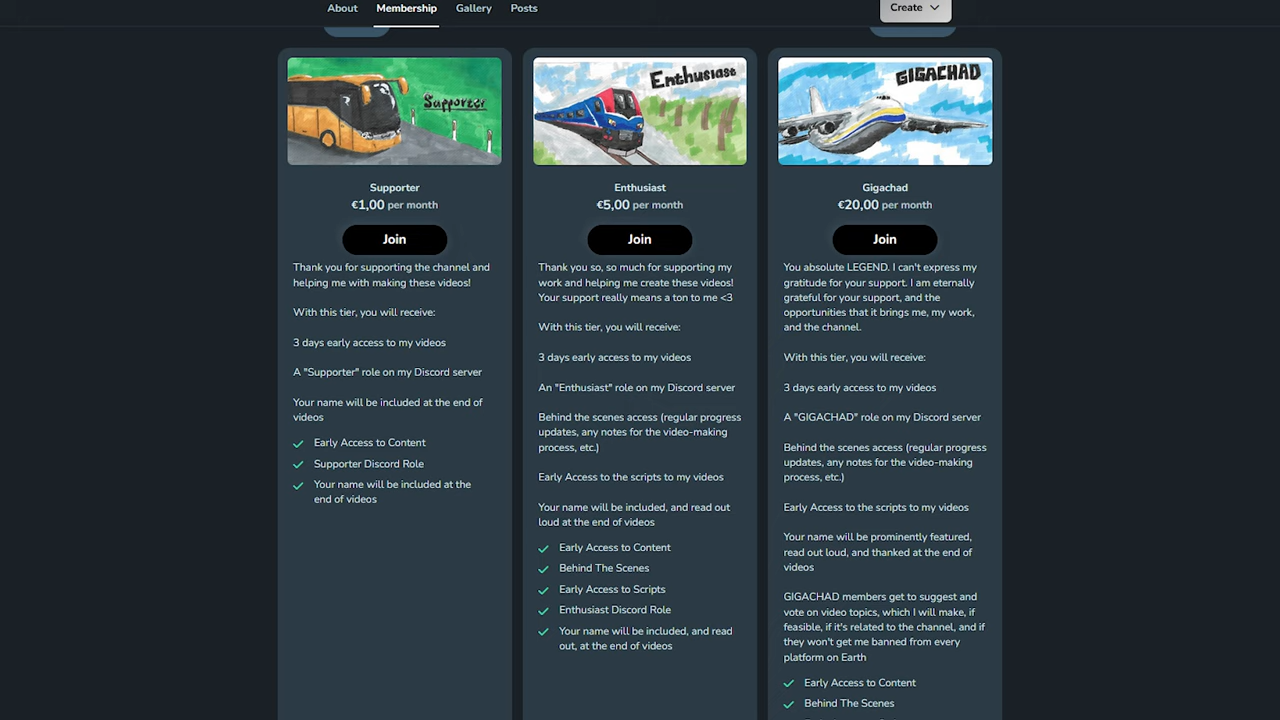 About
Membership
Gallery
Posts
Create
Supporter
Supporter
€1,00 per month
Join
Thank you for supporting the channel and
helping me with making these videos!
With this tier, you will receive:
3 days early access to my videos
A "Supporter" role on my Discord server
Your name will be included at the end of
videos
Early Access to Content
Supporter Discord Role
Your name will be included at the
end of videos
Enthusiast
Enthusiast
€5,00 per month
Join
Thank you so, so much for supporting my
work and helping me create these videos!
Your support really means a ton to me <3
With this tier, you will receive:
3 days early access to my videos
An "Enthusiast" role on my Discord server
Behind the scenes access (regular progress
updates, any notes for the video-making
process, etc.)
Early Access to the scripts to my videos
Your name will be included, and read out
loud at the end of videos
Early Access to Content
Behind The Scenes
Early Access to Scripts
Enthusiast Discord Role
Your name will be included, and read
out, at the end of videos
GIGACHAD
Gigachad
€20,00 per month
Join
You absolute LEGEND. I can't express my
gratitude for your support. I am eternally
grateful for your support, and the
opportunities that it brings me, my work,
and the channel.
With this tier, you will receive:
3 days early access to my videos
A "GIGACHAD" role on my Discord server
Behind the scenes access (regular progress
updates, any notes for the video-making
process, etc.)
Early Access to the scripts to my videos
Your name will be prominently featured,
read out loud, and thanked at the end of
videos
GIGACHAD members get to suggest and
vote on video topics, which I will make, if
feasible, if it's related to the channel, and if
they won't get me banned from every
platform on Earth
Early Access to Content
Behind The Scenes